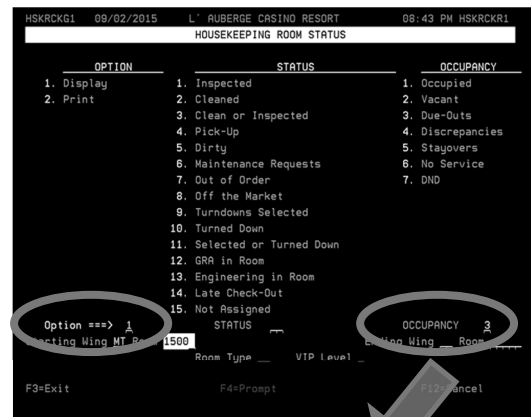 HSKRCKG1 09/02/2015 L' AUBERGE CASINO RESORT 08:43 PM HSKRCKR1
HOUSEKEEPING ROOM STATUS
OPTION STATUS OCCUPANCY
1. Display 1. Inspected 1. Occupied
2. Print 2. Cleaned 2. Vacant
3. Clean or Inspected 3. Due-Outs
4. Pick-Up 4. Discrepancies
5. Dirty 5. Stayovers
6. Maintenance Requests 6. No Service
7. Out of Order 7. DND
8. Off the Market
9. Turndowns Selected
10. Turned Down
11. Selected or Turned Down
12. GRA in Room
13. Engineering in Room
14. Late Check-Out
15. Not Assigned
Option ===> 1 STATUS __ OCCUPANCY 3
Wing MT 1500 Wing __ Room
Room Type __ VIP Level _
F3=Exit F4=Prompt